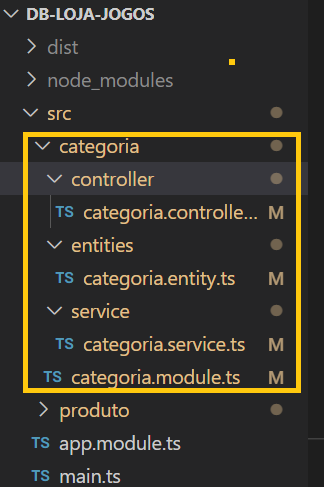 DB-LOJA-JOGOS
dist
node_modules
src
categoria
controller
TS categoria.controlle... M
entities
TS categoria.entity.ts M
service
TS categoria.service.ts M
TS categoria.module.ts M
produto
TS app.module.ts
TS main.ts